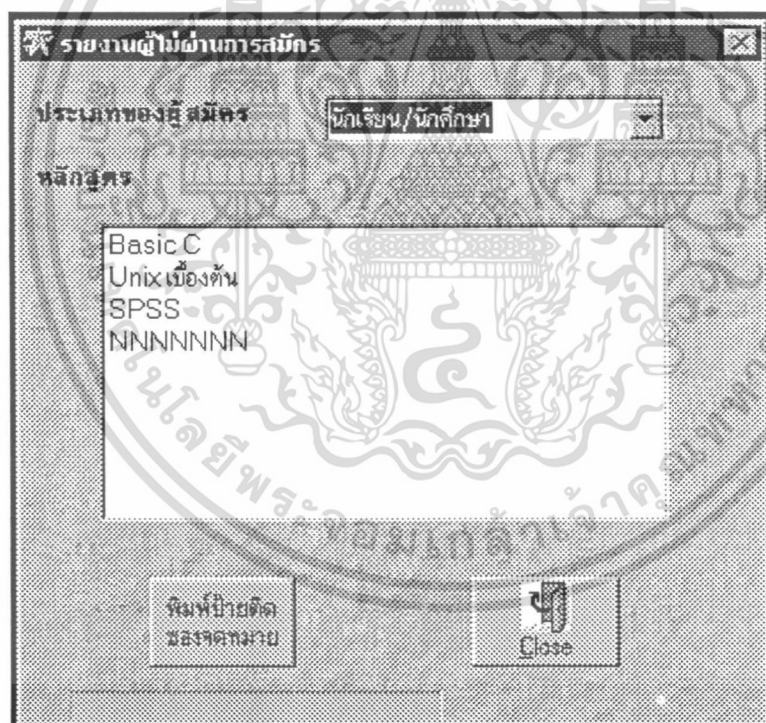 รายงานผู้ไม่ผ่านการสมัคร
ประเภทของผู้สมัคร นักเรียน/นักศึกษา
หลักสูตร
Basic C
Unixเบื้องต้น
SPSS
NNNNNNN
พิมพ์ป้ายติด
ซองจดหมาย
Close